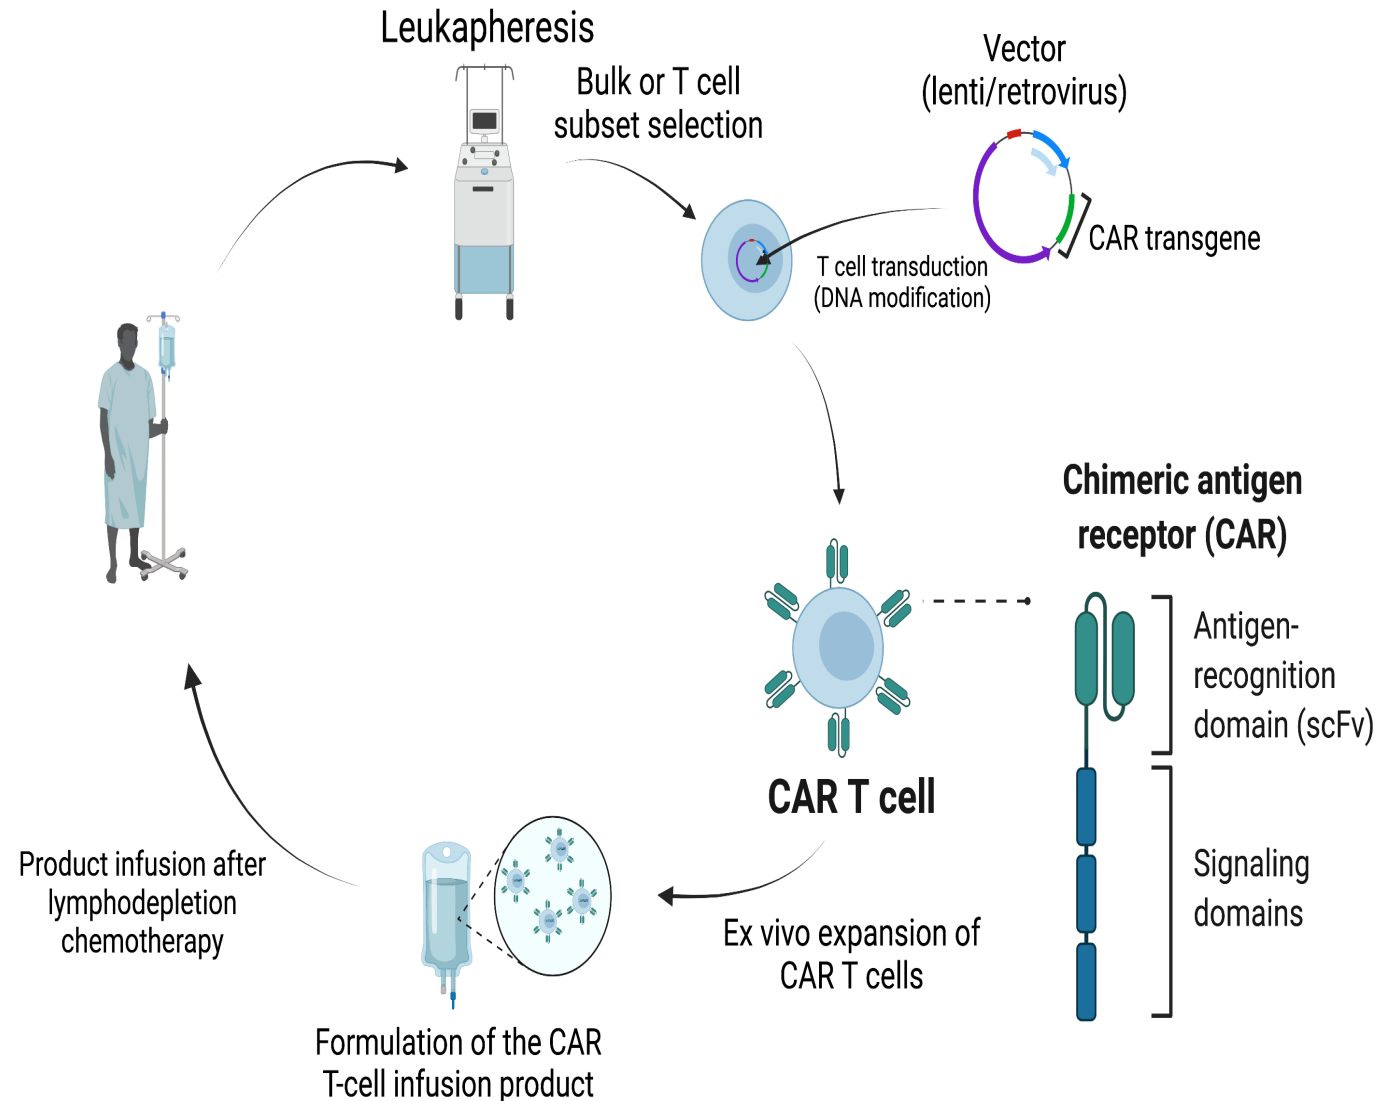 Leukapheresis
Bulk or T cell
subset selection
Vector
(lenti/retrovirus)
CAR transgene
T cell transduction
(DNA modification)
Chimeric antigen
receptor (CAR)
Antigen-
recognition
domain (scFv)
Signaling
domains
CAR T cell
Ex vivo expansion of
CAR T cells
Formulation of the CAR
T-cell infusion product
Product infusion after
lymphodepletion
chemotherapy